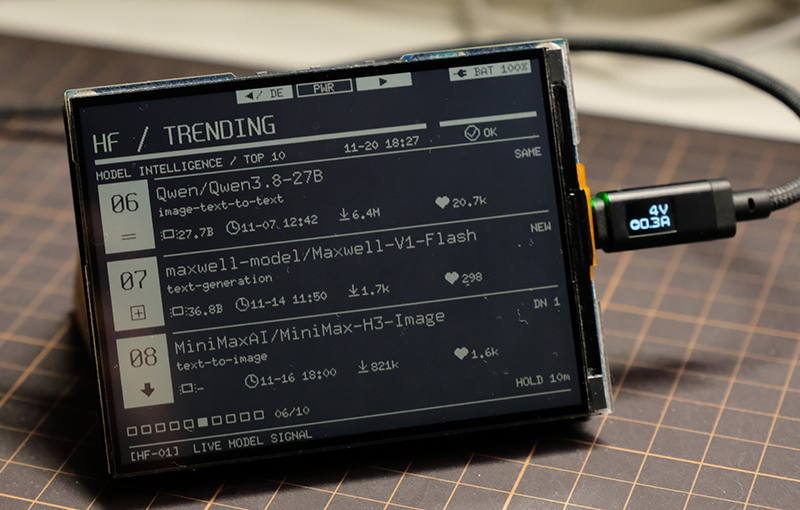 ◀/ DE PWR ▶ BAT 100%
HF / TRENDING
MODEL INTELLIGENCE / TOP 10 11-20 18:27 OK
06 Qwen/Qwen3.8-27B SAME
image-text-to-text
= :27.7B 11-07 12:42 6.4M 20.7k
07 maxwell-model/Maxwell-V1-Flash NEW
text-generation
:36.8B 11-14 11:50 1.7k 298
08 MiniMaxAI/MiniMax-H3-Image DN 1
text-to-image
:- 11-16 18:00 821k 1.6k
06/10 HOLD 10m
[HF-01] LIVE MODEL SIGNAL
4V
0.3A